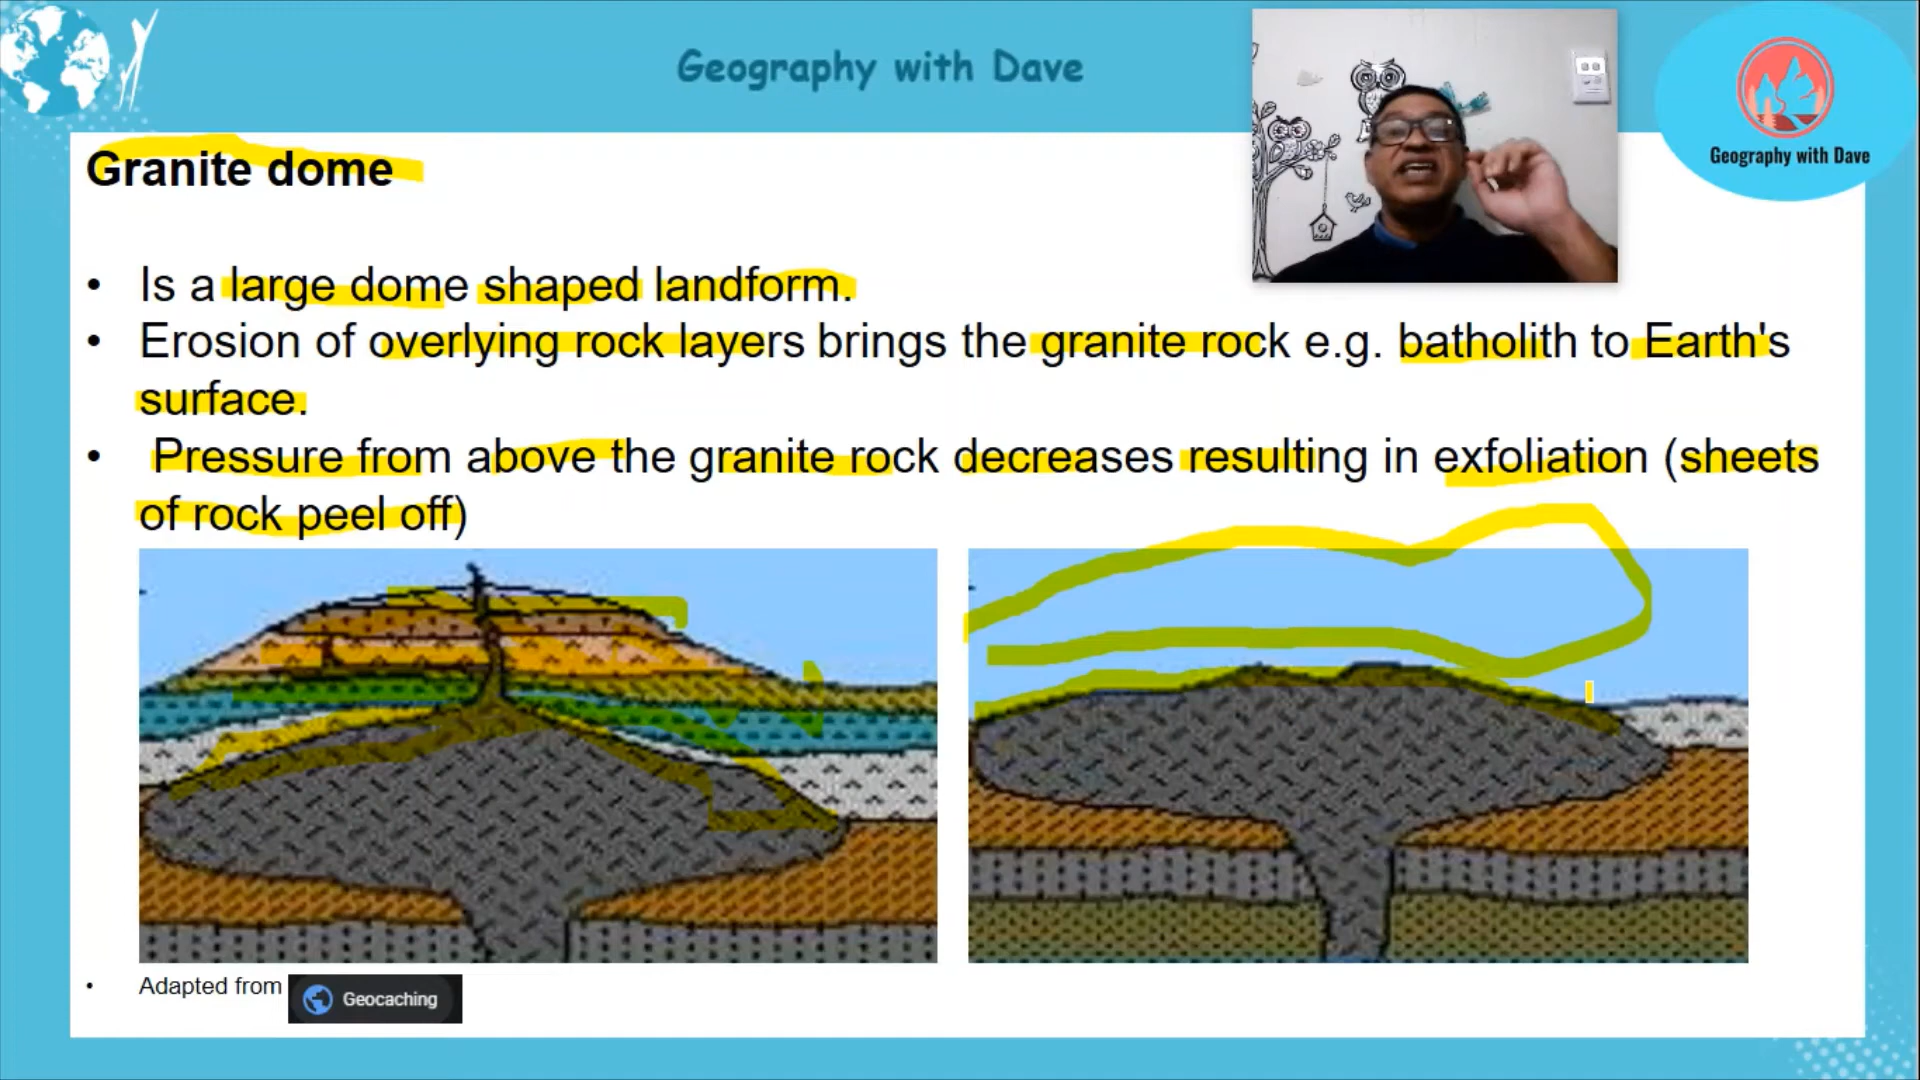 Geography with Dave
Geography with Dave
Granite dome
• Is a large dome shaped landform.
• Erosion of overlying rock layers brings the granite rock e.g. batholith to Earth's
surface.
• Pressure from above the granite rock decreases resulting in exfoliation (sheets
of rock peel off)
• Adapted from Geocaching